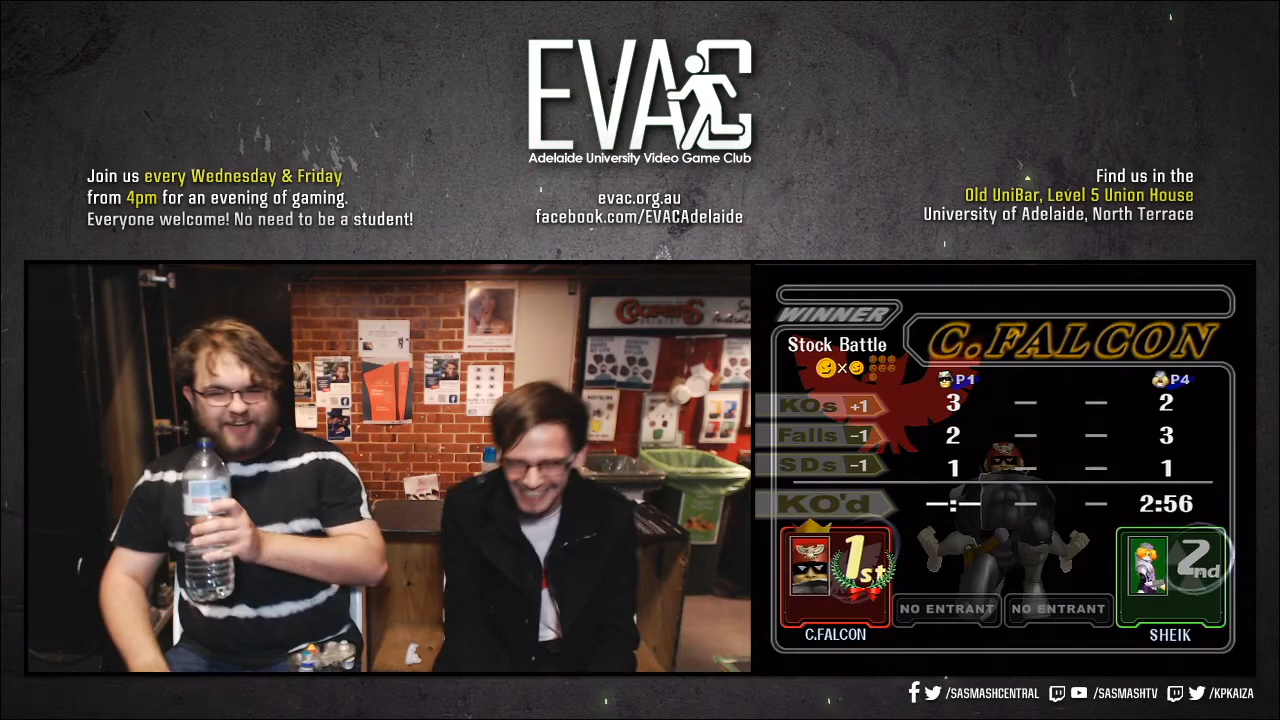 EVAC
Adelaide University Video Game Club
Join us every Wednesday & Friday
from 4pm for an evening of gaming.
Everyone welcome! No need to be a student!
evac.org.au
facebook.com/EVACAdelaide
Find us in the
Old UniBar, Level 5 Union House
University of Adelaide, North Terrace
COOPERS
WINNER
C.FALCON
Stock Battle
P1 P4
KOs +1 3 — — 2
Falls -1 2 — — 3
SDs -1 1 — — 1
KO'd —:— — — 2:56
1st
2nd
NO ENTRANT NO ENTRANT
C.FALCON SHEIK
/SASMASHCENTRAL /SASMASHTV /KPKAIZA